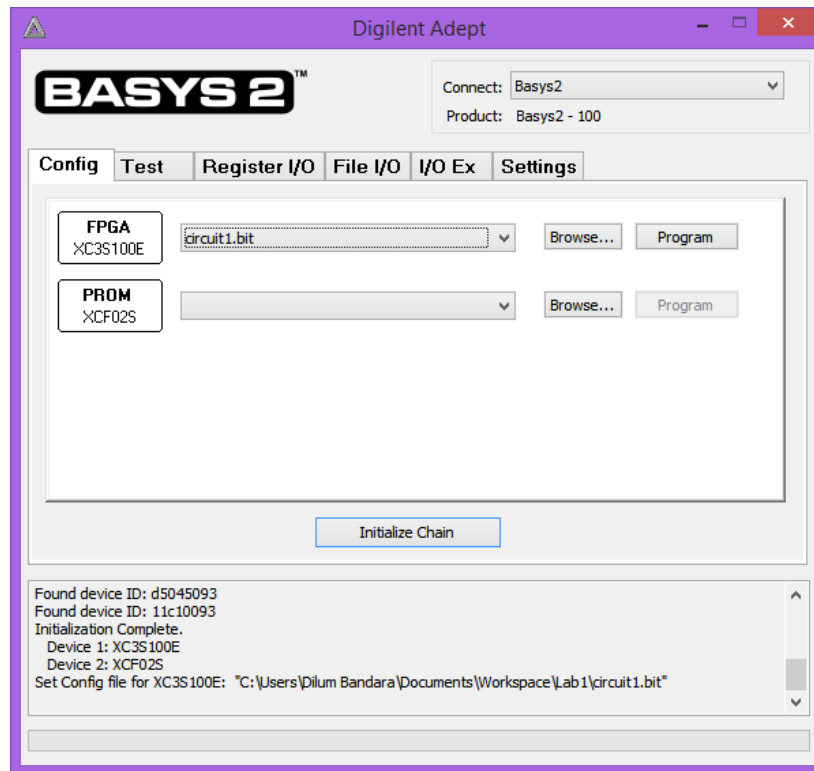 Digilent Adept
BASYS 2™
Connect: Basys2
Product: Basys2 - 100
Config Test Register I/O File I/O I/O Ex Settings
FPGA
XC3S100E
circuit1.bit Browse... Program
PROM
XCF02S
Browse... Program
Initialize Chain
Found device ID: d5045093
Found device ID: 11c10093
Initialization Complete.
Device 1: XC3S100E
Device 2: XCF02S
Set Config file for XC3S100E: "C:\Users\Dilum Bandara\Documents\Workspace\Lab1\circuit1.bit"